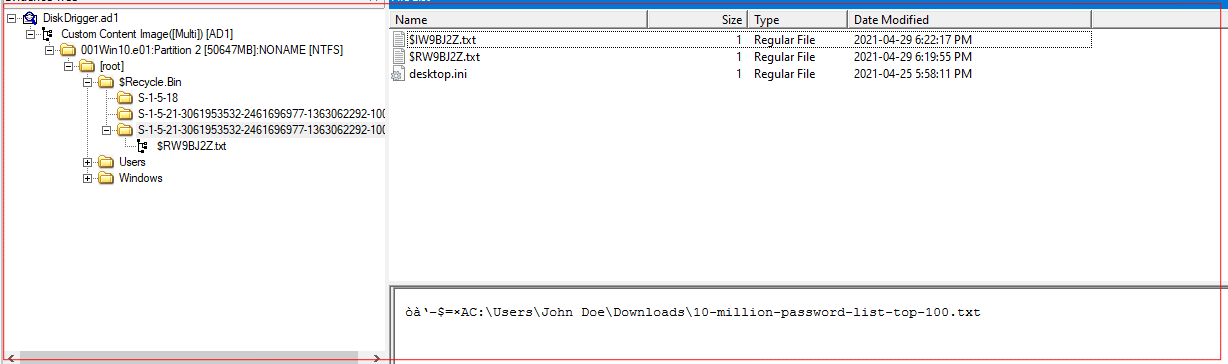 DiskDrigger.ad1
Custom Content Image([Multi]) [AD1]
001Win10.e01:Partition 2 [50647MB]:NONAME [NTFS]
[root]
$Recycle.Bin
S-1-5-18
S-1-5-21-3061953532-2461696977-1363062292-100
S-1-5-21-3061953532-2461696977-1363062292-100
$RW9BJ2Z.txt
Users
Windows
Name Size Type Date Modified
$IW9BJ2Z.txt 1 Regular File 2021-04-29 6:22:17 PM
$RW9BJ2Z.txt 1 Regular File 2021-04-29 6:19:55 PM
desktop.ini 1 Regular File 2021-04-25 5:58:11 PM
òà‘–$=×AC:\Users\John Doe\Downloads\10-million-password-list-top-100.txt